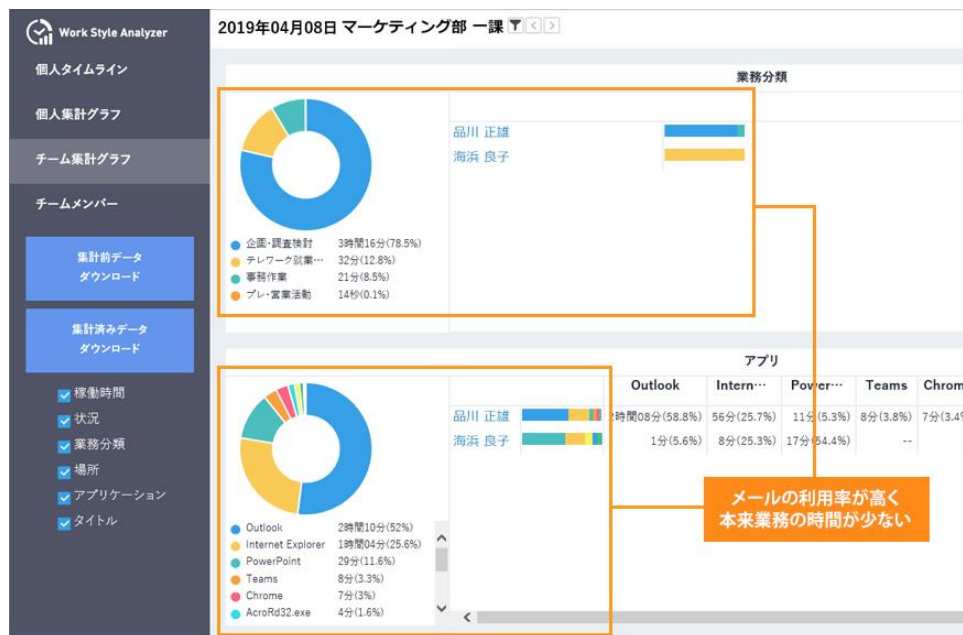 Work Style Analyzer
個人タイムライン
個人集計グラフ
チーム集計グラフ
チームメンバー
集計前データ
ダウンロード
集計済みデータ
ダウンロード
稼働時間
状況
業務分類
場所
アプリケーション
タイトル
2019年04月08日 マーケティング部 一課
業務分類
品川 正雄
海浜 良子
企画・調査検討 3時間16分(78.5%)
テレワーク就業… 32分(12.8%)
事務作業 21分(8.5%)
プレ・営業活動 14秒(0.1%)
アプリ
Outlook Intern… Power… Teams Chrom
品川 正雄 時間08分(58.8%) 56分(25.7%) 11分(5.3%) 8分(3.8%) 7分(3.4%
海浜 良子 1分(5.6%) 8分(25.3%) 17分(54.4%) --
Outlook 2時間10分(52%)
Internet Explorer 1時間04分(25.6%)
PowerPoint 29分(11.6%)
Teams 8分(3.3%)
Chrome 7分(3%)
AcroRd32.exe 4分(1.6%)
メールの利用率が高く
本来業務の時間が少ない